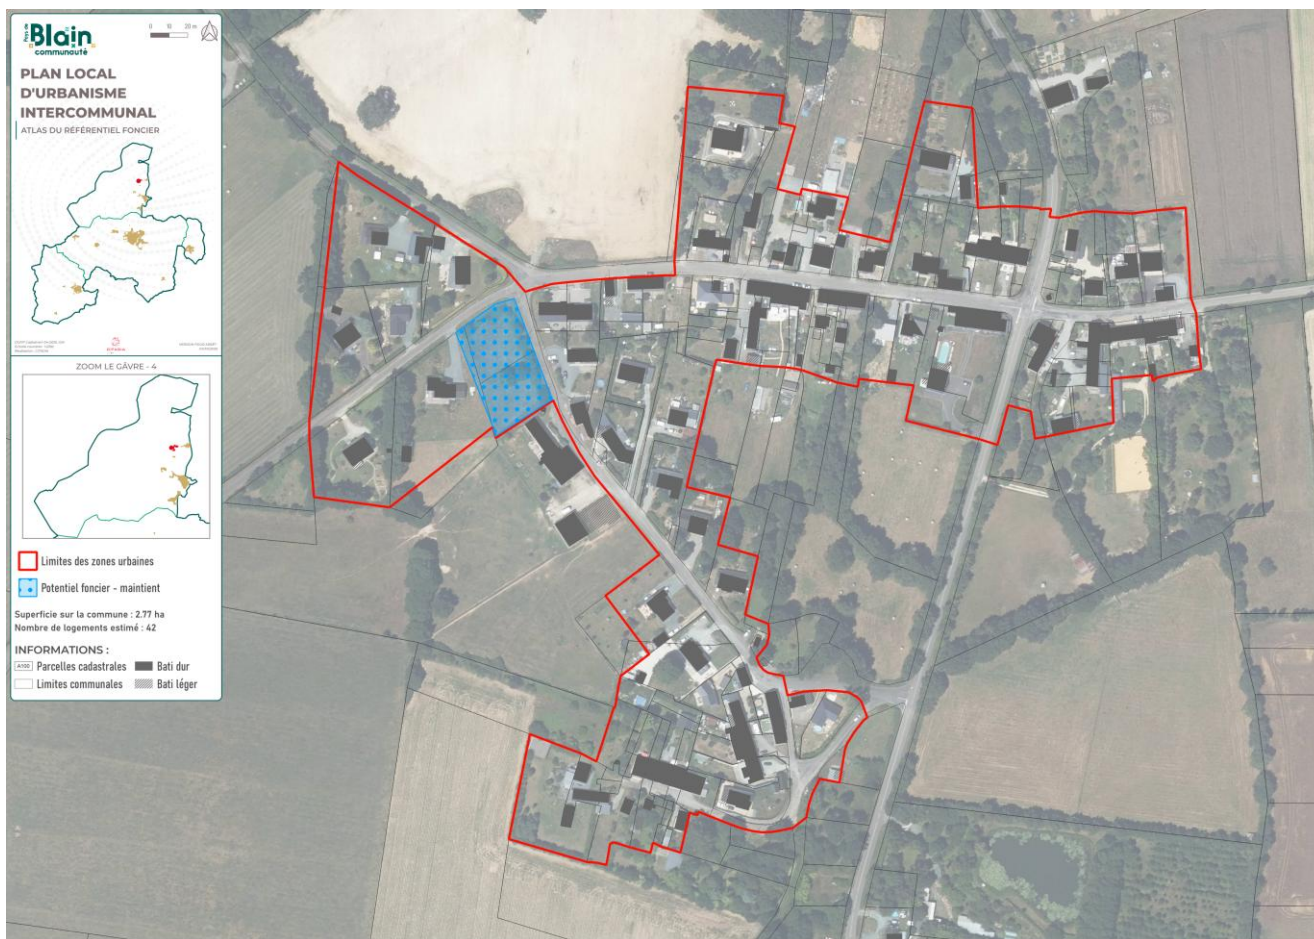 Pays de
Blain
communauté
0 10 20 m
PLAN LOCAL
D'URBANISME
INTERCOMMUNAL
ATLAS DU RÉFÉRENTIEL FONCIER
ZOOM LE GÂVRE - 4
Limites des zones urbaines
Potentiel foncier - maintient
Superficie sur la commune : 2.77 ha
Nombre de logements estimé : 42
INFORMATIONS :
A100 Parcelles cadastrales Bati dur
Limites communales Bati léger